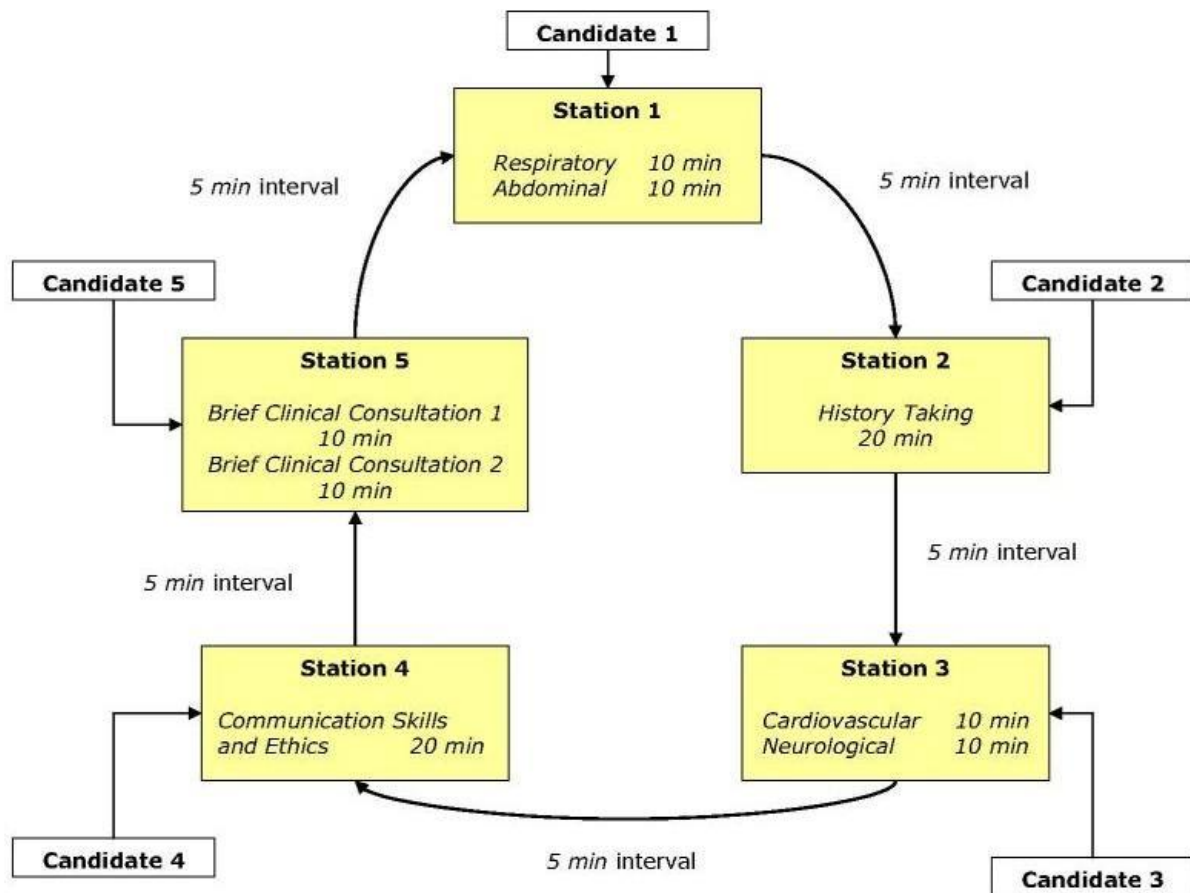 Candidate 1
Station 1
Respiratory 10 min
Abdominal 10 min
5 min interval
5 min interval
Candidate 5
Candidate 2
Station 5
Brief Clinical Consultation 1
10 min
Brief Clinical Consultation 2
10 min
Station 2
History Taking
20 min
5 min interval
5 min interval
Station 4
Communication Skills
and Ethics 20 min
Station 3
Cardiovascular 10 min
Neurological 10 min
Candidate 4
5 min interval
Candidate 3